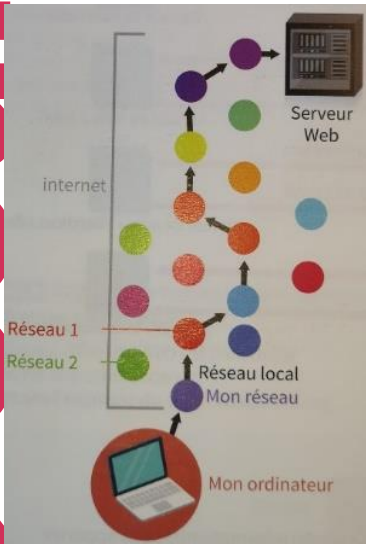 Serveur
Web
internet
Réseau 1
Réseau 2
Réseau local
Mon réseau
Mon ordinateur